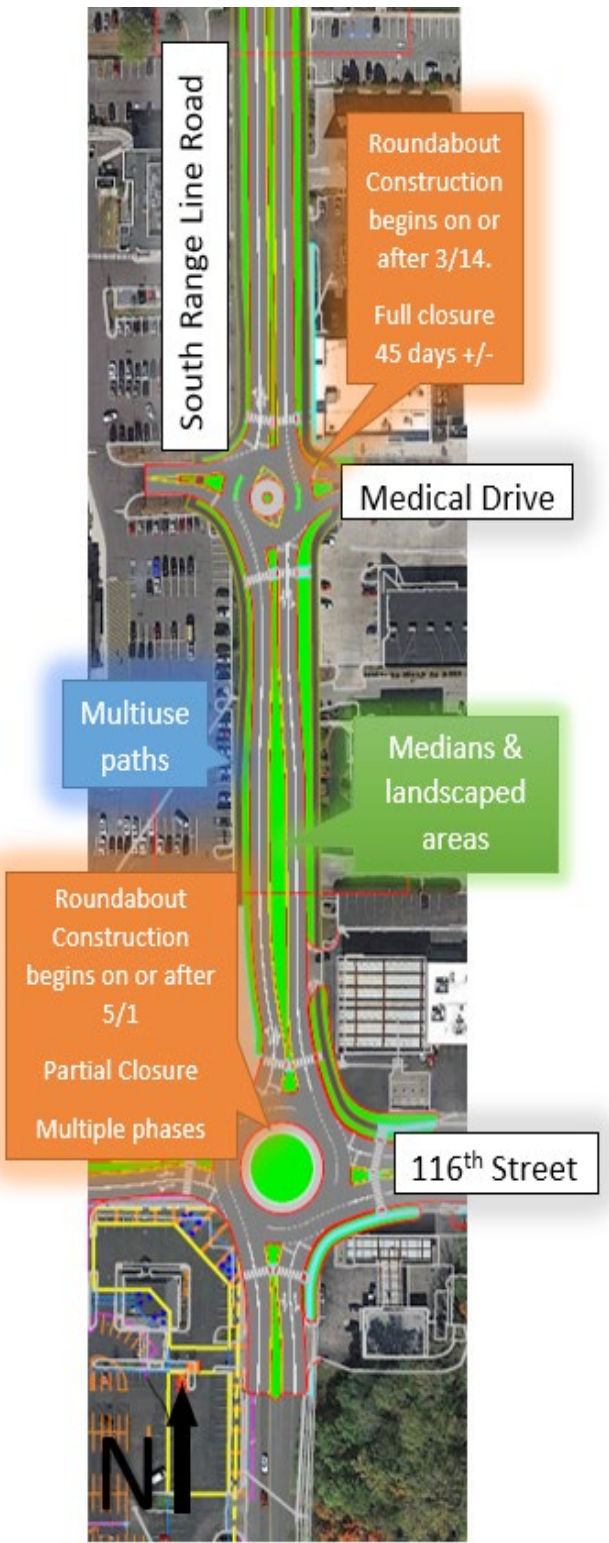 South Range Line Road
Roundabout
Construction
begins on or
after 3/14.
Full closure
45 days +/-
Medical Drive
Multiuse
paths
Medians &
landscaped
areas
Roundabout
Construction
begins on or after
5/1
Partial Closure
Multiple phases
116th Street
N